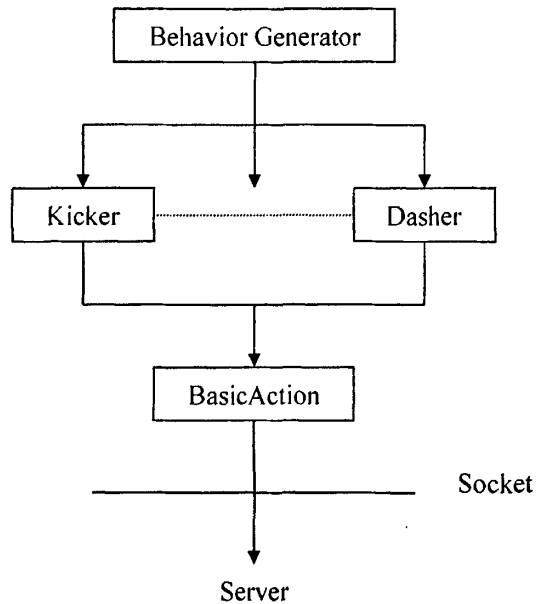 Behavior Generator
Kicker
Dasher
BasicAction
Socket
Server